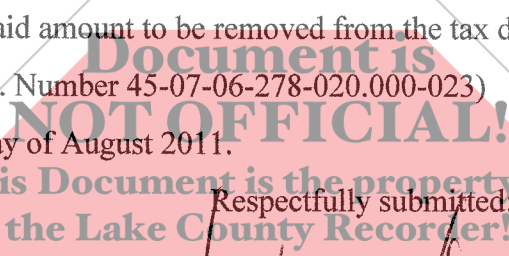 aid amount to be removed from the tax d
Document is
. Number 45-07-06-278-020.000-023)
NOT OFFICIAL!
ay of August 2011.
is Document is the property
Respectfully submitted:
the Lake County Recorder!